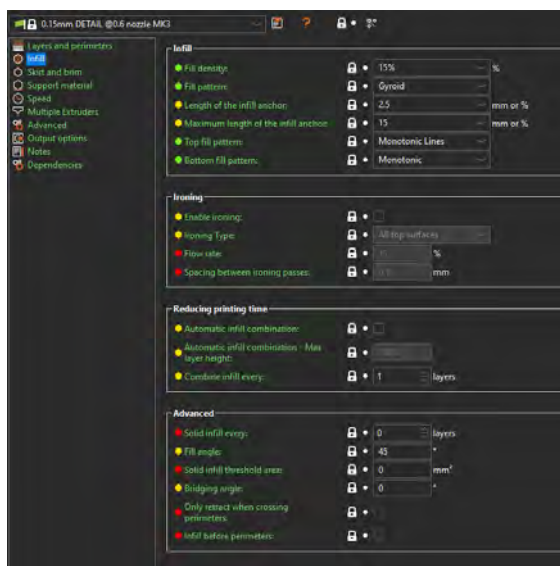 0.15mm DETAIL @0.6 nozzle MK3
Layers and perimeters
Infill
Skirt and brim
Support material
Speed
Multiple Extruders
Advanced
Output options
Notes
Dependencies
Infill
Fill density: 15% %
Fill pattern: Gyroid
Length of the infill anchor: 2.5 mm or %
Maximum length of the infill anchor: 15 mm or %
Top fill pattern: Monotonic Lines
Bottom fill pattern: Monotonic
Ironing
Enable ironing:
Ironing Type: All top surfaces
Flow rate: %
Spacing between ironing passes: mm
Reducing printing time
Automatic infill combination:
Automatic infill combination - Max
layer height:
Combine infill every: 1 layers
Advanced
Solid infill every: 0 layers
Fill angle: 45 °
Solid infill threshold area: 0 mm²
Bridging angle: 0 °
Only retract when crossing
perimeters:
Infill before perimeters: